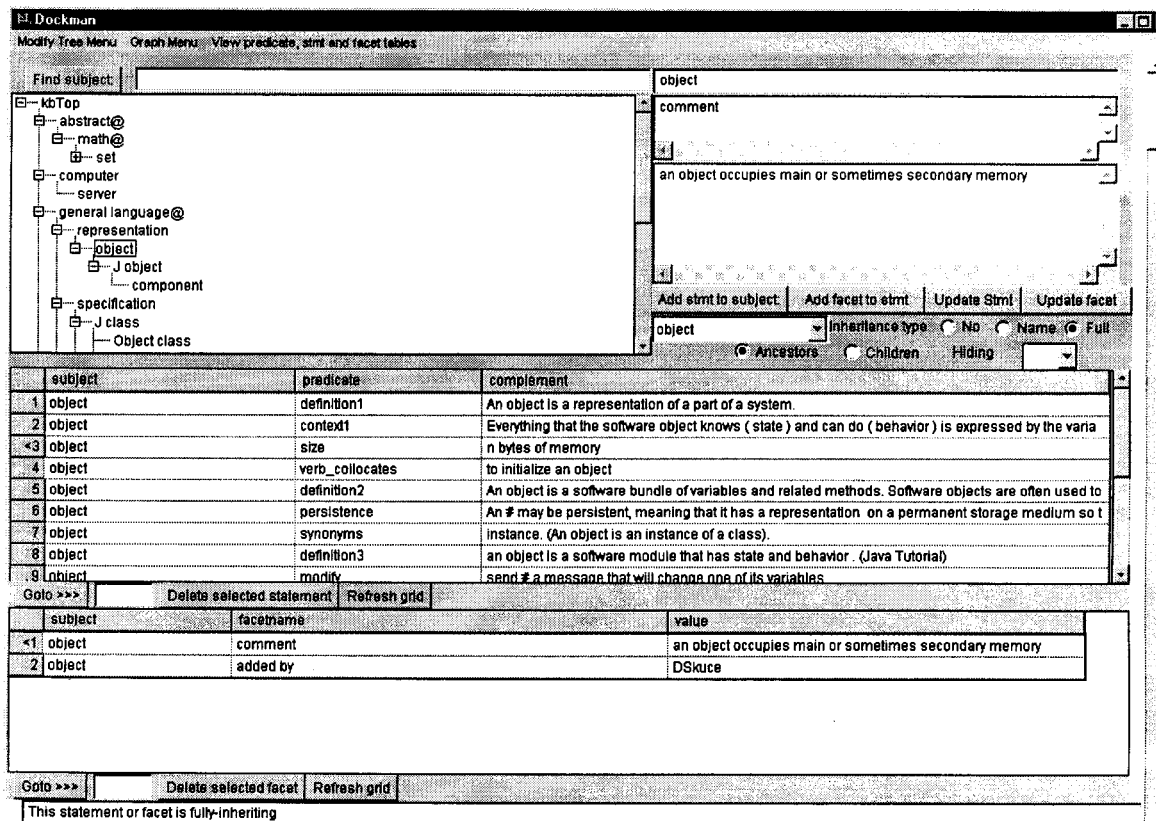 Dockman
Modify Tree Menu Graph Menu View predicate, stmt and facet tables
Find subject:
kbTop
abstract@
math@
set
computer
server
general language@
representation
object
J object
component
specification
J class
Object class
object
comment
an object occupies main or sometimes secondary memory
Add stmt to subject Add facet to stmt Update Stmt Update facet
object Inheritance type No Name Full
Ancestors Children Hiding
subject predicate complement
1 object definition1 An object is a representation of a part of a system.
2 object context1 Everything that the software object knows ( state ) and can do ( behavior ) is expressed by the varia
<3 object size n bytes of memory
4 object verb_collocates to initialize an object
5 object definition2 An object is a software bundle of variables and related methods. Software objects are often used to
6 object persistence An # may be persistent, meaning that it has a representation on a permanent storage medium so t
7 object synonyms instance. (An object is an instance of a class).
8 object definition3 an object is a software module that has state and behavior . (Java Tutorial)
9 object modify send # a message that will change one of its variables
Goto >>> Delete selected statement Refresh grid
subject facetname value
<1 object comment an object occupies main or sometimes secondary memory
2 object added by DSkuce
Goto >>> Delete selected facet Refresh grid
This statement or facet is fully-inheriting